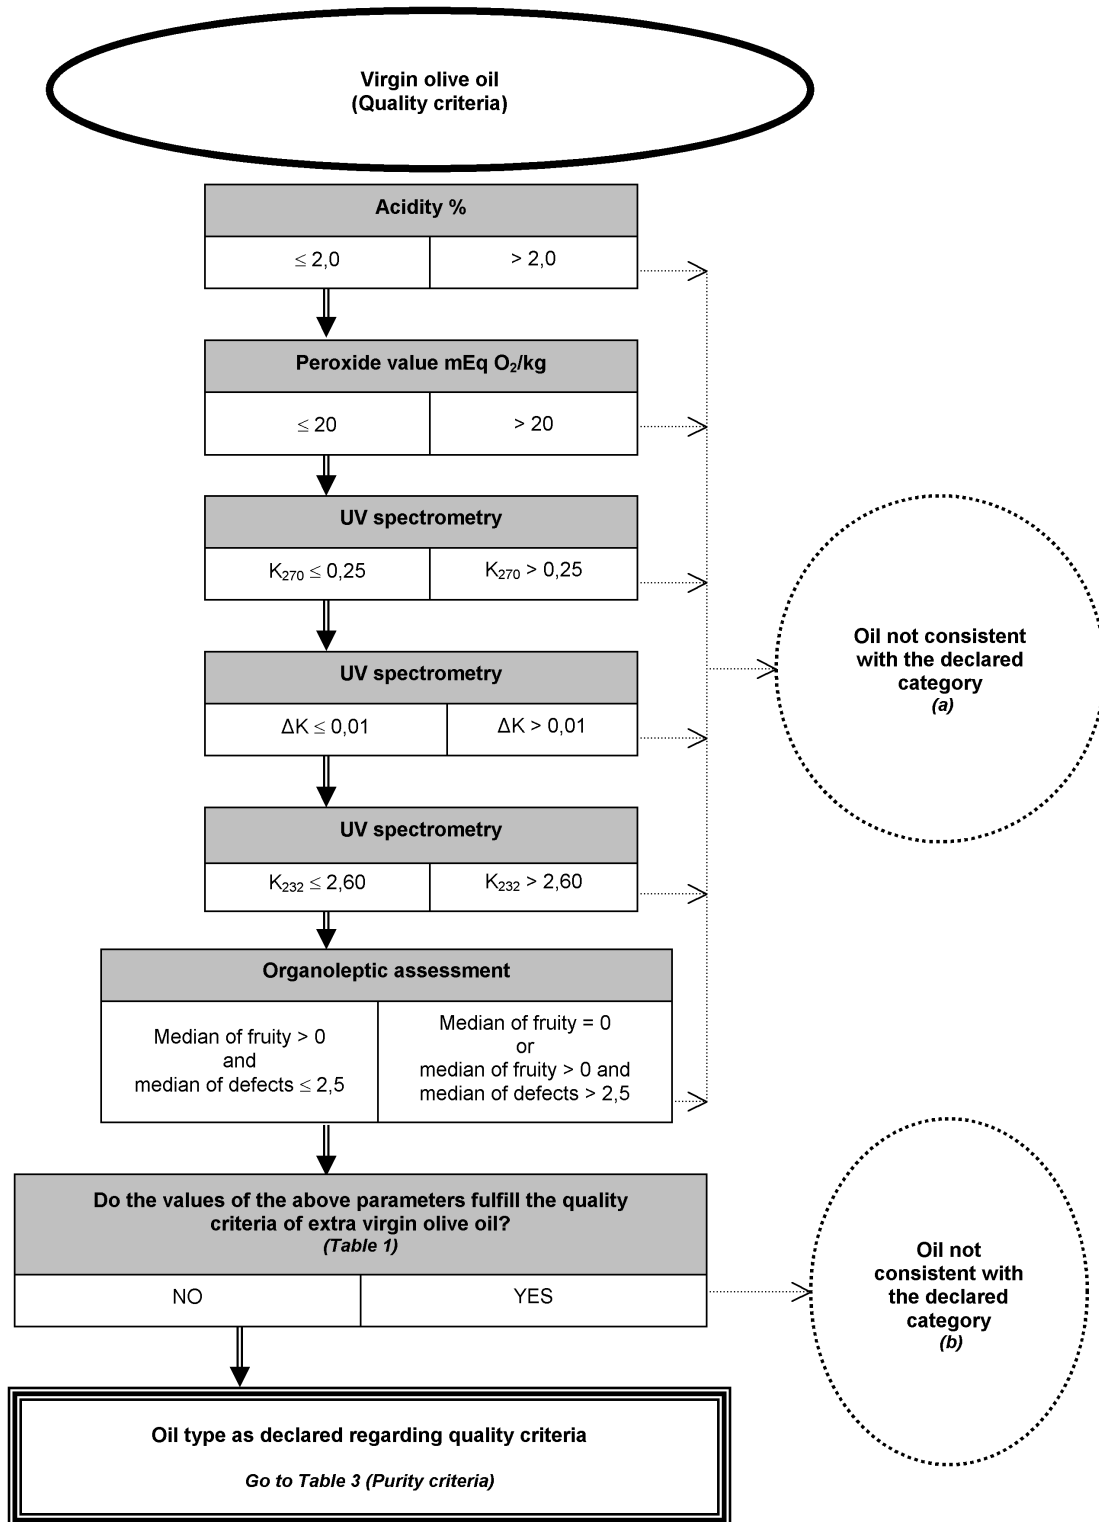 Virgin olive oil
(Quality criteria)
Acidity %
≤ 2,0
> 2,0
Peroxide value mEq O₂/kg
≤ 20
> 20
UV spectrometry
K₂₇₀ ≤ 0,25
K₂₇₀ > 0,25
UV spectrometry
ΔK ≤ 0,01
ΔK > 0,01
UV spectrometry
K₂₃₂ ≤ 2,60
K₂₃₂ > 2,60
Oil not consistent
with the declared
category
(a)
Organoleptic assessment
Median of fruity > 0
and
median of defects ≤ 2,5
Median of fruity = 0
or
median of fruity > 0 and
median of defects > 2,5
Do the values of the above parameters fulfill the quality
criteria of extra virgin olive oil?
(Table 1)
NO
YES
Oil not
consistent with
the declared
category
(b)
Oil type as declared regarding quality criteria
Go to Table 3 (Purity criteria)